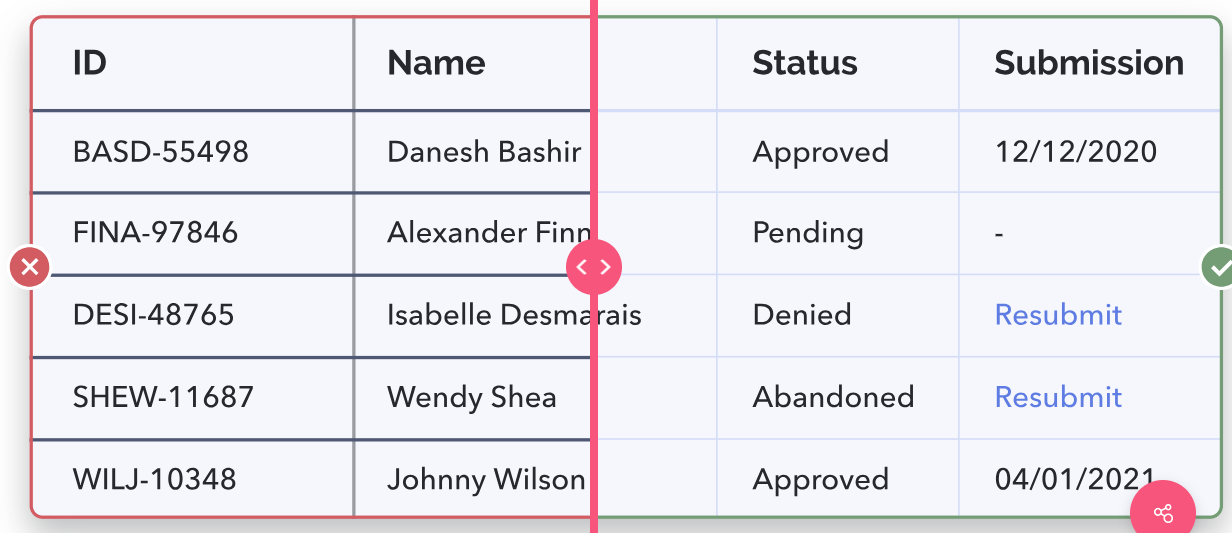 ID Name Status Submission
BASD-55498 Danesh Bashir Approved 12/12/2020
FINA-97846 Alexander Finn Pending -
DESI-48765 Isabelle Desmarais Denied Resubmit
SHEW-11687 Wendy Shea Abandoned Resubmit
WILJ-10348 Johnny Wilson Approved 04/01/2021